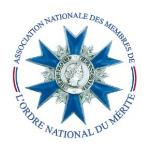 ASSOCIATION NATIONALE DES MEMBRES DE
L'ORDRE NATIONAL DU MÉRITE